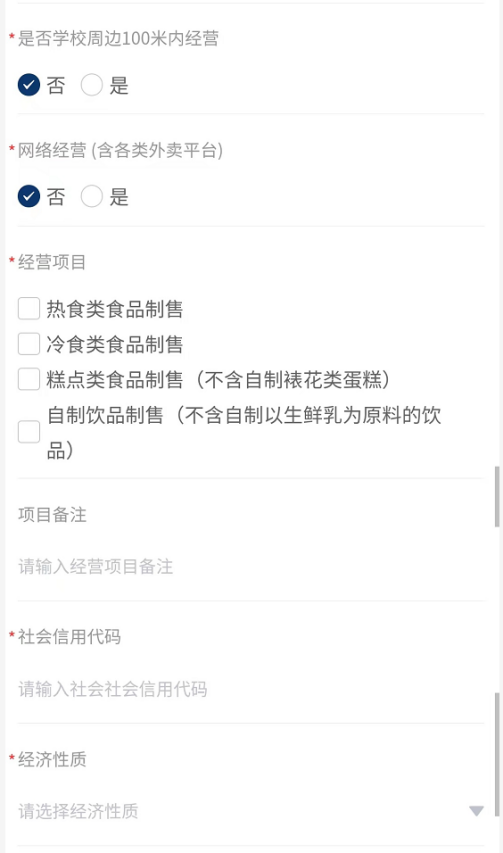 *是否学校周边100米内经营
否 是
*网络经营 (含各类外卖平台)
否 是
*经营项目
热食类食品制售
冷食类食品制售
糕点类食品制售（不含自制裱花类蛋糕）
自制饮品制售（不含自制以生鲜乳为原料的饮
品）
项目备注
请输入经营项目备注
*社会信用代码
请输入社会社会信用代码
*经济性质
请选择经济性质